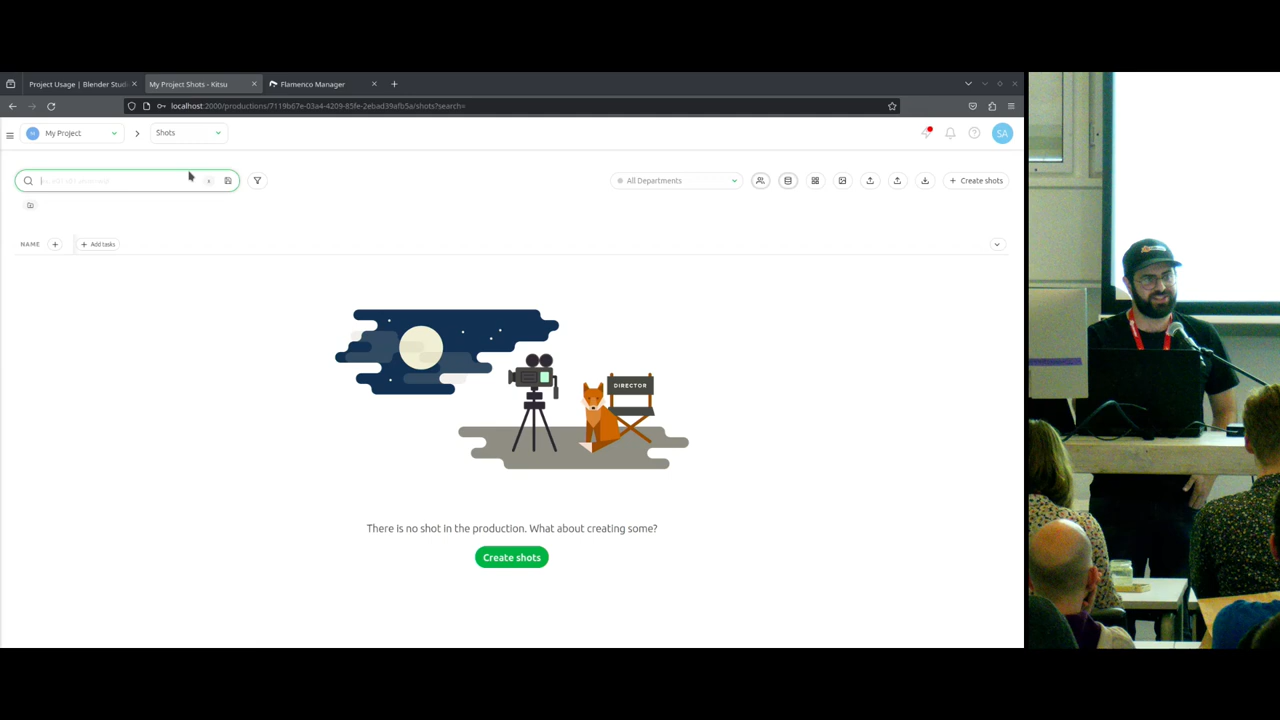 Project Usage | Blender Studi
My Project Shots - Kitsu
Flamenco Manager
localhost:2000/productions/7119b67e-03a4-4209-85fe-2ebad39afb5a/shots?search=
M My Project
Shots
SA
All Departments
Create shots
NAME
Add tasks
DIRECTOR
There is no shot in the production. What about creating some?
Create shots